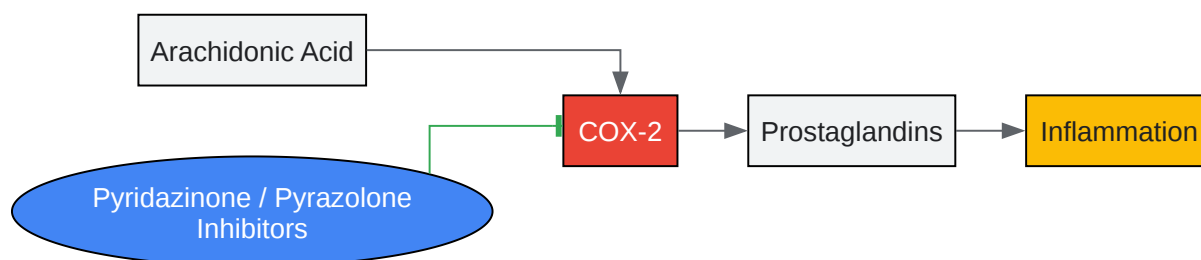 Arachidonic Acid
COX-2
Prostaglandins
Inflammation
Pyridazinone / Pyrazolone
Inhibitors